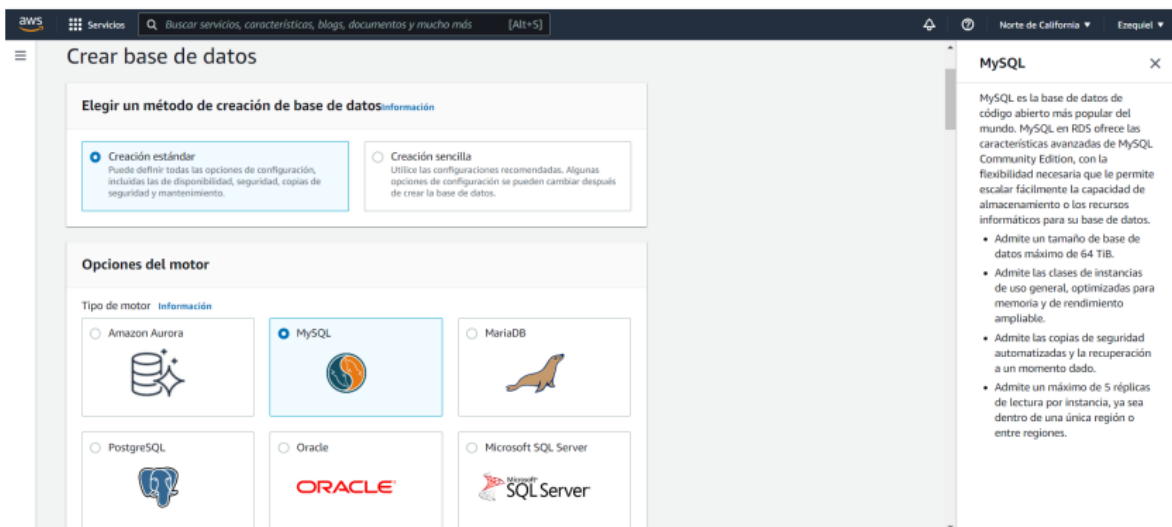 aws
Servicios
Buscar servicios, características, blogs, documentos y mucho más [Alt+S]
Norte de California
Ezequiel
Crear base de datos
Elegir un método de creación de base de datos Información
Creación estándar
Puede definir todas las opciones de configuración,
incluidas las de disponibilidad, seguridad, copias de
seguridad y mantenimiento.
Creación sencilla
Utilice las configuraciones recomendadas. Algunas
opciones de configuración se pueden cambiar después
de crear la base de datos.
Opciones del motor
Tipo de motor Información
Amazon Aurora
MySQL
MariaDB
PostgreSQL
Oracle
ORACLE
Microsoft SQL Server
Microsoft
SQL Server
MySQL
MySQL es la base de datos de
código abierto más popular del
mundo. MySQL en RDS ofrece las
características avanzadas de MySQL
Community Edition, con la
flexibilidad necesaria que le permite
escalar fácilmente la capacidad de
almacenamiento o los recursos
informáticos para su base de datos.
• Admite un tamaño de base de
datos máximo de 64 TiB.
• Admite las clases de instancias
de uso general, optimizadas para
memoria y de rendimiento
ampliable.
• Admite las copias de seguridad
automatizadas y la recuperación
a un momento dado.
• Admite un máximo de 5 réplicas
de lectura por instancia, ya sea
dentro de una única región o
entre regiones.